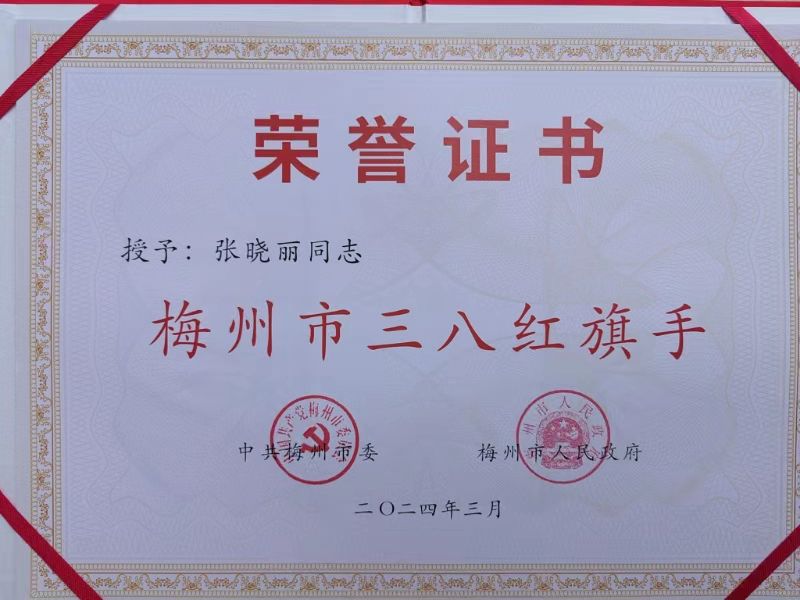 荣誉证书
授予：张晓丽同志
梅州市三八红旗手
中共梅州市委 梅州市人民政府
二〇二四年三月